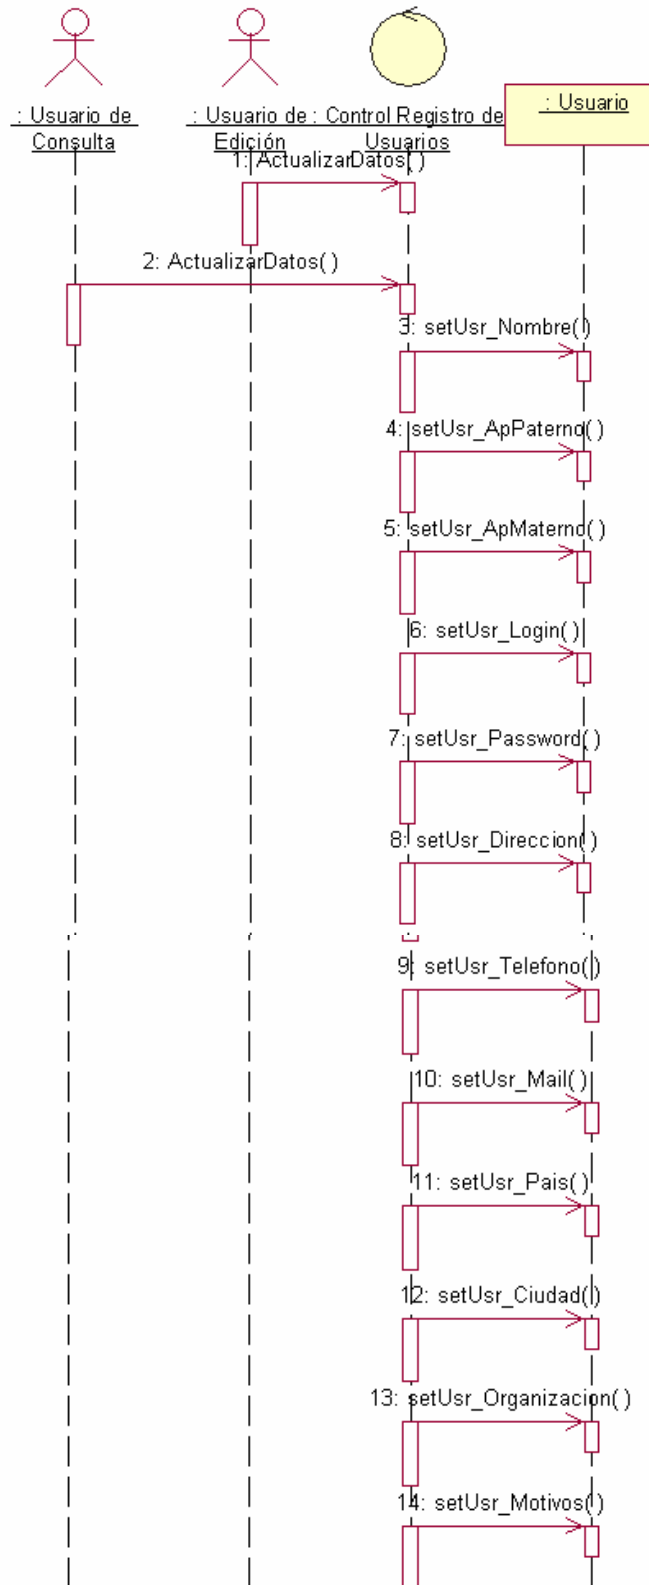 : Usuario de
Consulta
: Usuario de
Edición
: Control Registro de
Usuarios
: Usuario
1: ActualizarDatos( )
2: ActualizarDatos( )
3: setUsr_Nombre( )
4: setUsr_ApPaterno( )
5: setUsr_ApMaterno( )
6: setUsr_Login( )
7: setUsr_Password( )
8: setUsr_Direccion( )
9: setUsr_Telefono( )
10: setUsr_Mail( )
11: setUsr_Pais( )
12: setUsr_Ciudad( )
13: setUsr_Organizacion( )
14: setUsr_Motivos( )